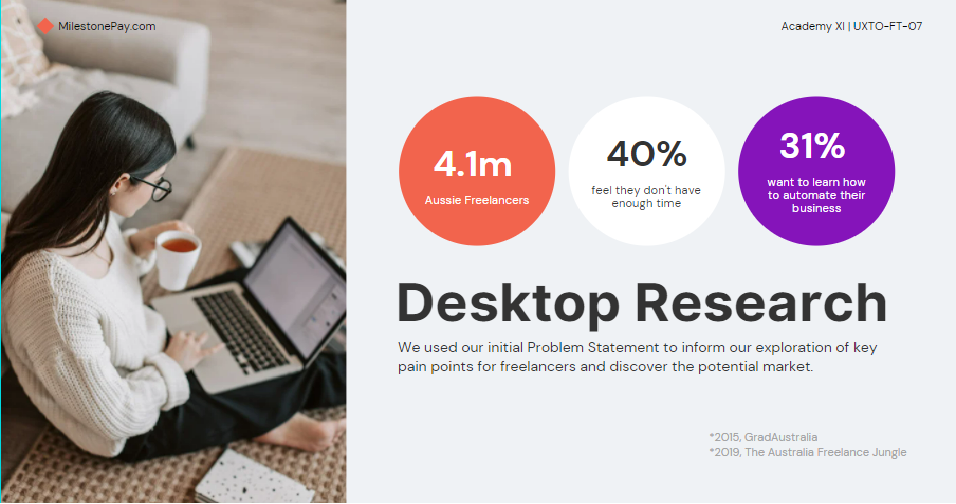 MilestonePay.com
Academy XI | UXTO-FT-07
4.1m
Aussie Freelancers
40%
feel they don't have
enough time
31%
want to learn how
to automate their
business
Desktop Research
We used our initial Problem Statement to inform our exploration of key
pain points for freelancers and discover the potential market.
*2015, GradAustralia
*2019, The Australia Freelance Jungle